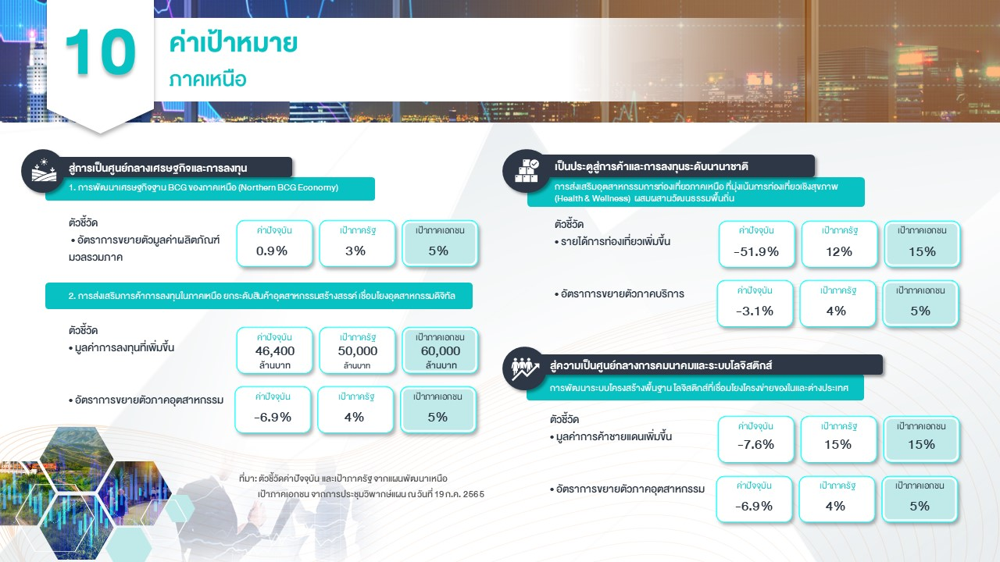 10
ค่าเป้าหมาย
ภาคเหนือ
สู่การเป็นศูนย์กลางเศรษฐกิจและการลงทุน
1. การพัฒนาเศรษฐกิจฐาน BCG ของภาคเหนือ (Northern BCG Economy)
ตัวชี้วัด
• อัตราการขยายตัวมูลค่าผลิตภัณฑ์
มวลรวมภาค
ค่าปัจจุบัน เป้าภาครัฐ เป้าภาคเอกชน
0.9% 3% 5%
2. การส่งเสริมการค้าการลงทุนในภาคเหนือ ยกระดับสินค้าอุตสาหกรรมสร้างสรรค์ เชื่อมโยงอุตสาหกรรมดิจิทัล
ตัวชี้วัด
• มูลค่าการลงทุนที่เพิ่มขึ้น
ค่าปัจจุบัน เป้าภาครัฐ เป้าภาคเอกชน
46,400 50,000 60,000
ล้านบาท ล้านบาท ล้านบาท
• อัตราการขยายตัวภาคอุตสาหกรรม
ค่าปัจจุบัน เป้าภาครัฐ เป้าภาคเอกชน
-6.9% 4% 5%
ที่มา: ตัวชี้วัดค่าปัจจุบัน และเป้าภาครัฐ จากแผนพัฒนาเหนือ
เป้าภาคเอกชน จากการประชุมวิพากษ์แผน ณ วันที่ 19 ก.ค. 2565
เป็นประตูสู่การค้าและการลงทุนระดับนานาชาติ
การส่งเสริมอุตสาหกรรมการท่องเที่ยวภาคเหนือ ที่มุ่งเน้นการท่องเที่ยวเชิงสุขภาพ
(Health & Wellness) ผสมผสานวัฒนธรรมพื้นถิ่น
ตัวชี้วัด
• รายได้การท่องเที่ยวเพิ่มขึ้น
ค่าปัจจุบัน เป้าภาครัฐ เป้าภาคเอกชน
-51.9% 12% 15%
• อัตราการขยายตัวภาคบริการ
ค่าปัจจุบัน เป้าภาครัฐ เป้าภาคเอกชน
-3.1% 4% 5%
สู่ความเป็นศูนย์กลางการคมนาคมและระบบโลจิสติกส์
การพัฒนาระบบโครงสร้างพื้นฐาน โลจิสติกส์ที่เชื่อมโยงโครงข่ายของในและต่างประเทศ
ตัวชี้วัด
• มูลค่าการค้าชายแดนเพิ่มขึ้น
ค่าปัจจุบัน เป้าภาครัฐ เป้าภาคเอกชน
-7.6% 15% 15%
• อัตราการขยายตัวภาคอุตสาหกรรม
ค่าปัจจุบัน เป้าภาครัฐ เป้าภาคเอกชน
-6.9% 4% 5%